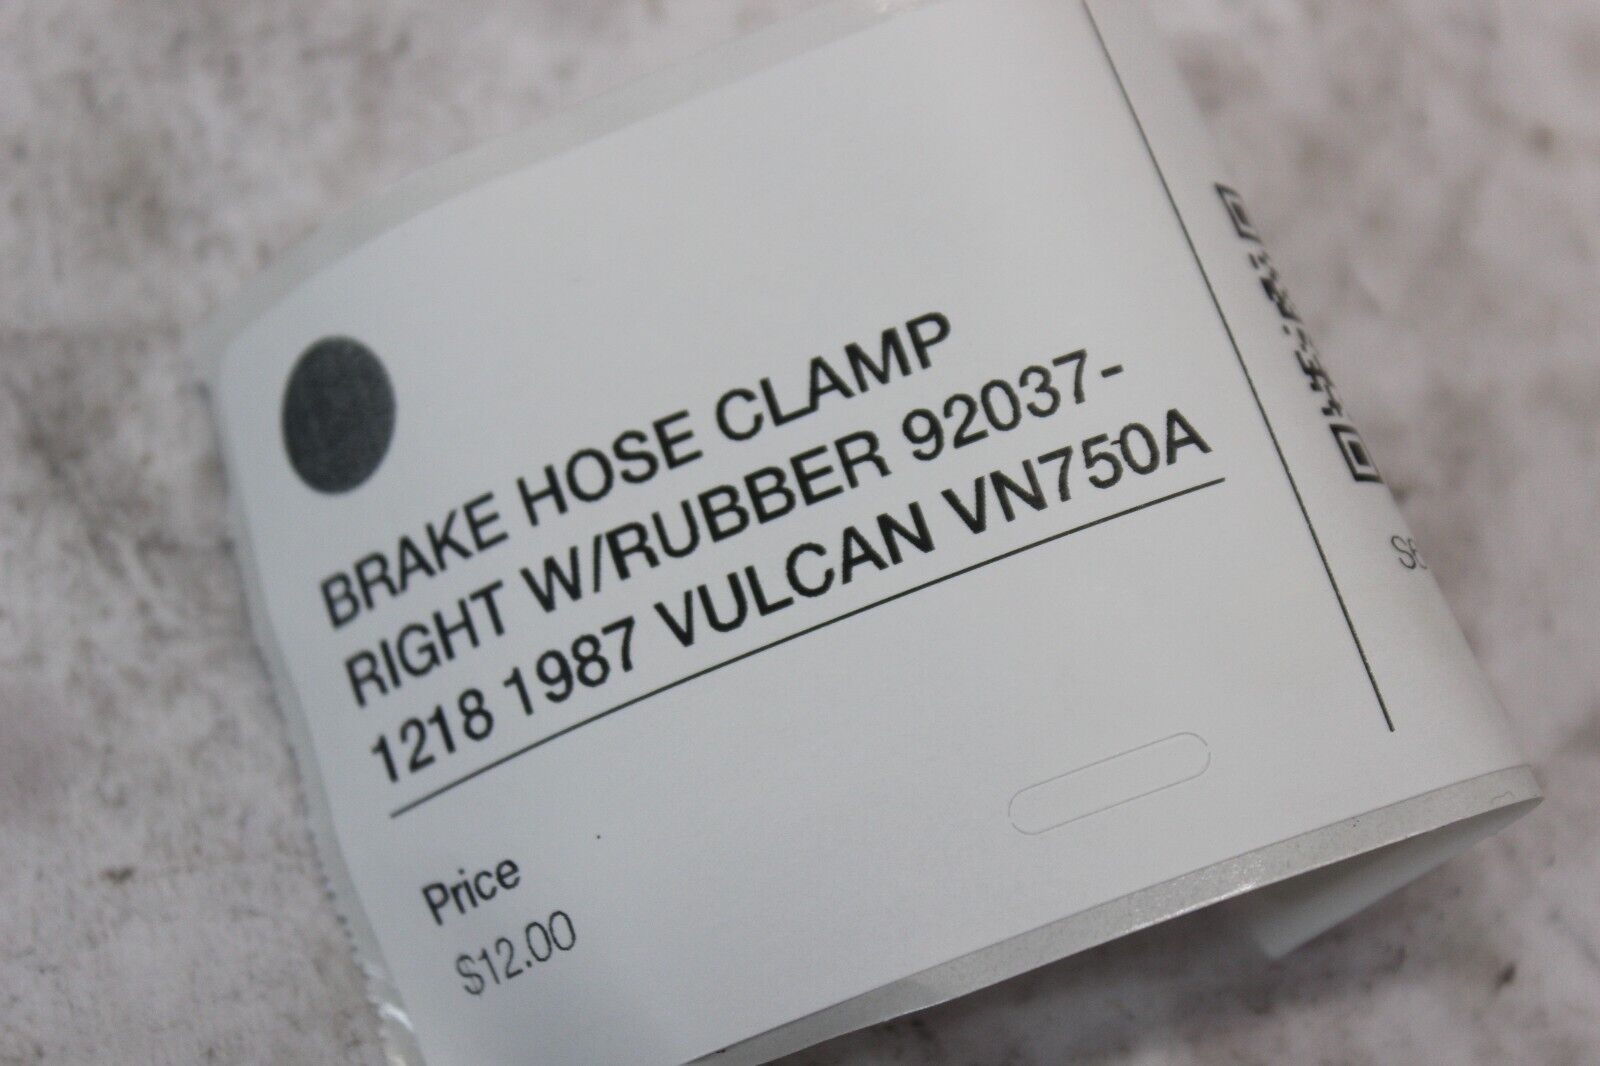 BRAKE HOSE CLAMP
RIGHT W/RUBBER 92037-
1218 1987 VULCAN VN750A
Price
$12.00